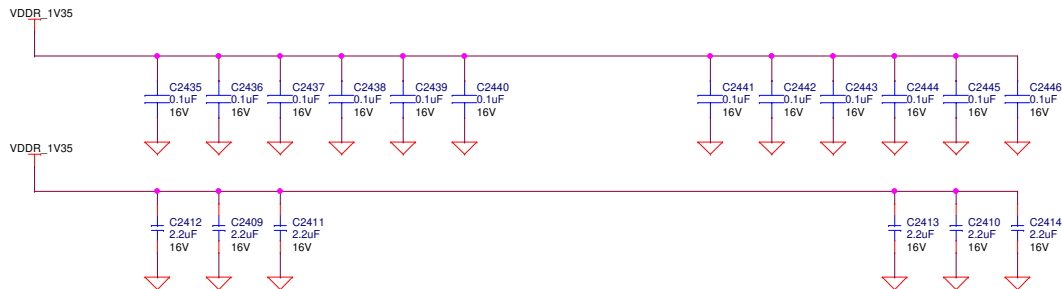 VDDR_1V35
C2435 C2436 C2437 C2438 C2439 C2440 C2441 C2442 C2443 C2444 C2445 C2446
0.1uF 0.1uF 0.1uF 0.1uF 0.1uF 0.1uF 0.1uF 0.1uF 0.1uF 0.1uF 0.1uF 0.1uF
16V 16V 16V 16V 16V 16V 16V 16V 16V 16V 16V 16V
VDDR_1V35
C2412 C2409 C2411 C2413 C2410 C2414
2.2uF 2.2uF 2.2uF 2.2uF 2.2uF 2.2uF
16V 16V 16V 16V 16V 16V